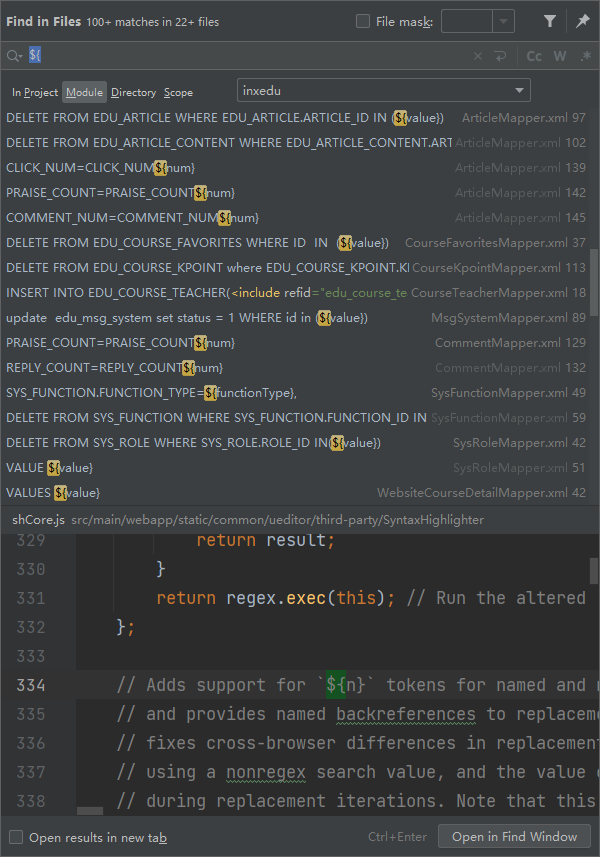 Find in Files 100+ matches in 22+ files File mask:
${ Cc W .*
In Project Module Directory Scope inxedu
DELETE FROM EDU_ARTICLE WHERE EDU_ARTICLE.ARTICLE_ID IN (${value}) ArticleMapper.xml 97
DELETE FROM EDU_ARTICLE_CONTENT WHERE EDU_ARTICLE_CONTENT.ART ArticleMapper.xml 102
CLICK_NUM=CLICK_NUM${num} ArticleMapper.xml 139
PRAISE_COUNT=PRAISE_COUNT${num} ArticleMapper.xml 142
COMMENT_NUM=COMMENT_NUM${num} ArticleMapper.xml 145
DELETE FROM EDU_COURSE_FAVORITES WHERE ID IN (${value}) CourseFavoritesMapper.xml 37
DELETE FROM EDU_COURSE_KPOINT where EDU_COURSE_KPOINT.KI CourseKpointMapper.xml 113
INSERT INTO EDU_COURSE_TEACHER(<include refid="edu_course_te CourseTeacherMapper.xml 18
update edu_msg_system set status = 1 WHERE id in (${value}) MsgSystemMapper.xml 89
PRAISE_COUNT=PRAISE_COUNT${num} CommentMapper.xml 129
REPLY_COUNT=REPLY_COUNT${num} CommentMapper.xml 132
SYS_FUNCTION.FUNCTION_TYPE=${functionType}, SysFunctionMapper.xml 49
DELETE FROM SYS_FUNCTION WHERE SYS_FUNCTION.FUNCTION_ID IN SysFunctionMapper.xml 59
DELETE FROM SYS_ROLE WHERE SYS_ROLE.ROLE_ID IN(${value}) SysRoleMapper.xml 42
VALUE ${value} SysRoleMapper.xml 51
VALUES ${value} WebsiteCourseDetailMapper.xml 42
shCore.js src/main/webapp/static/common/ueditor/third-party/SyntaxHighlighter
329 return result;
330 }
331 return regex.exec(this); // Run the altered
332 };
333
334 // Adds support for `${n}` tokens for named and n
335 // and provides named backreferences to replaceme
336 // fixes cross-browser differences in replacement
337 // using a nonregex search value, and the value o
338 // during replacement iterations. Note that this
Open results in new tab Ctrl+Enter Open in Find Window